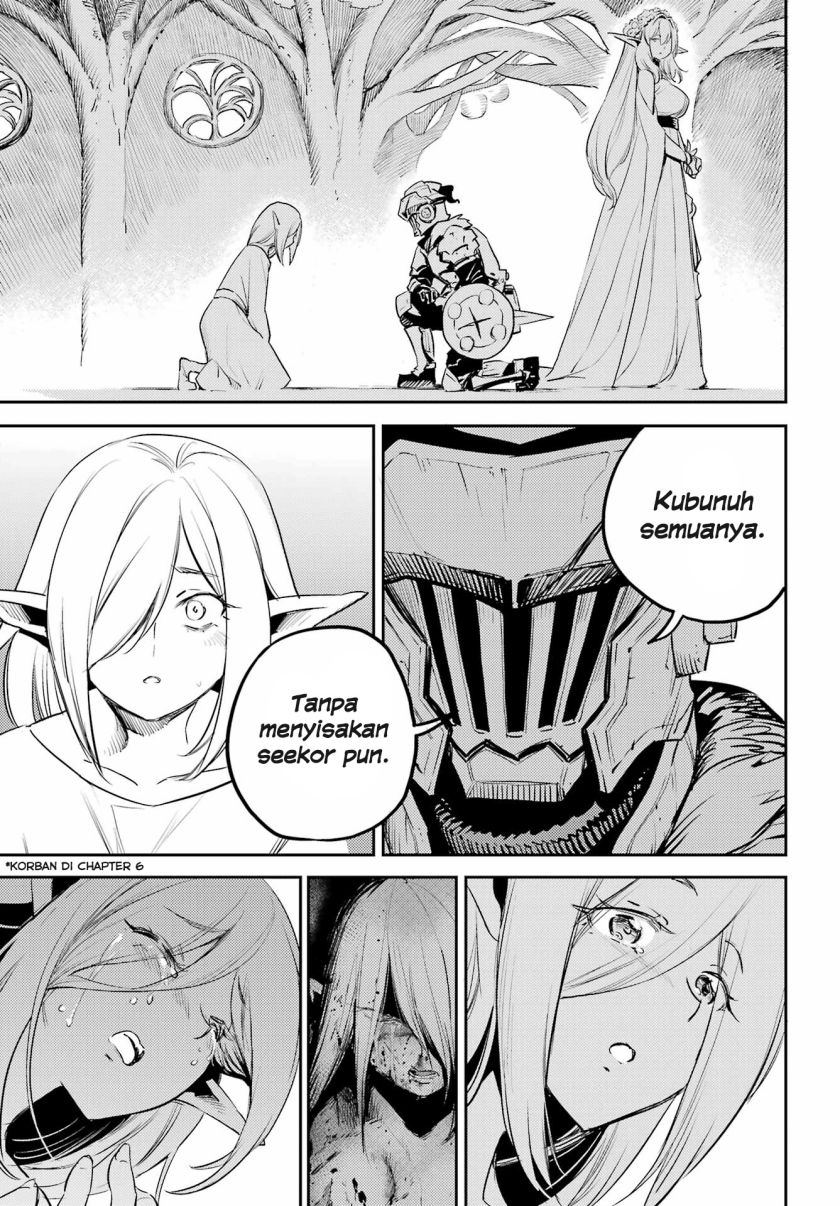 Kubunuh
semuanya.
Tanpa
menyisakan
seekor pun.
*KORBAN DI CHAPTER 6